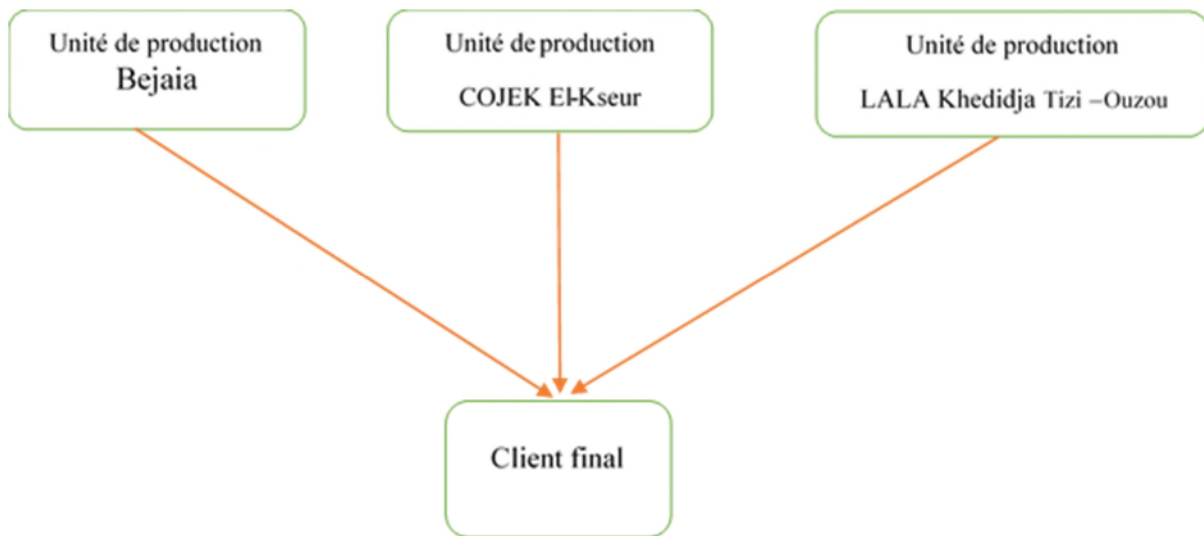 Unité de production
Bejaia
Unité de production
COJEK El-Kseur
Unité de production
LALA Khedidja Tizi –Ouzou
Client final